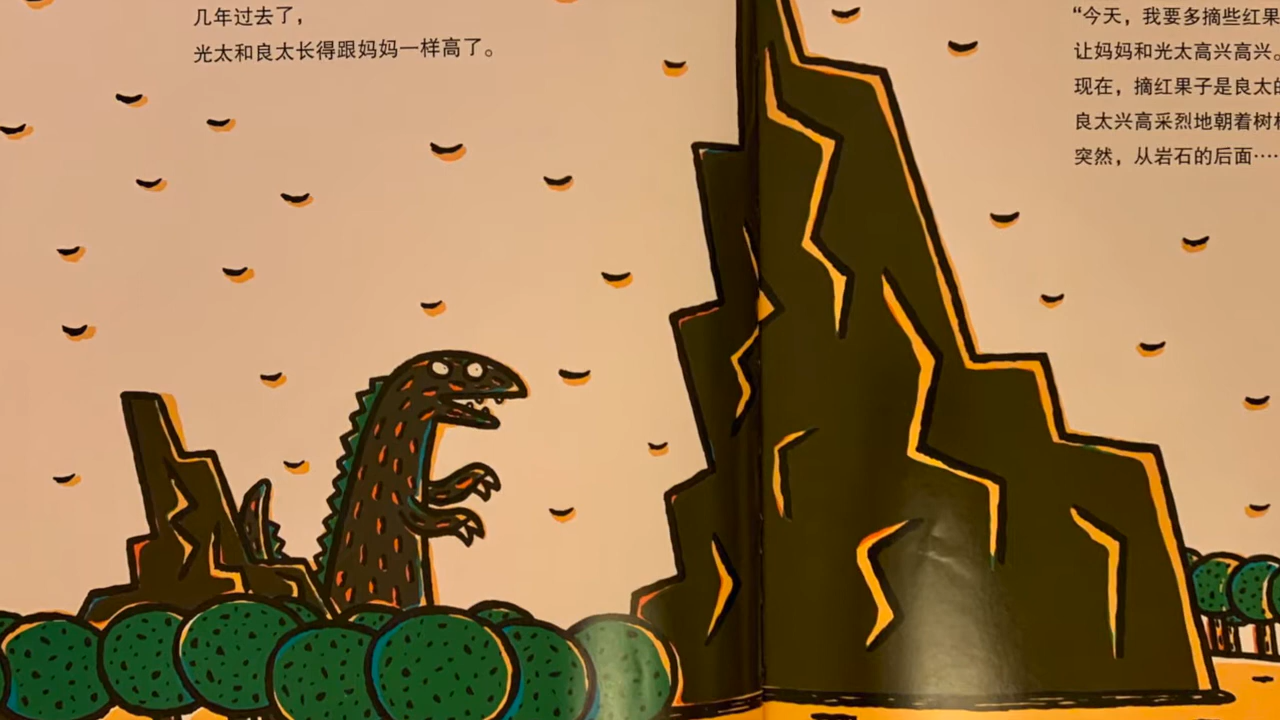 几年过去了，
光太和良太长得跟妈妈一样高了。
“今天，我要多摘些红果
让妈妈和光太高兴高兴。
现在，摘红果子是良太的
良太兴高采烈地朝着树林
突然，从岩石的后面……